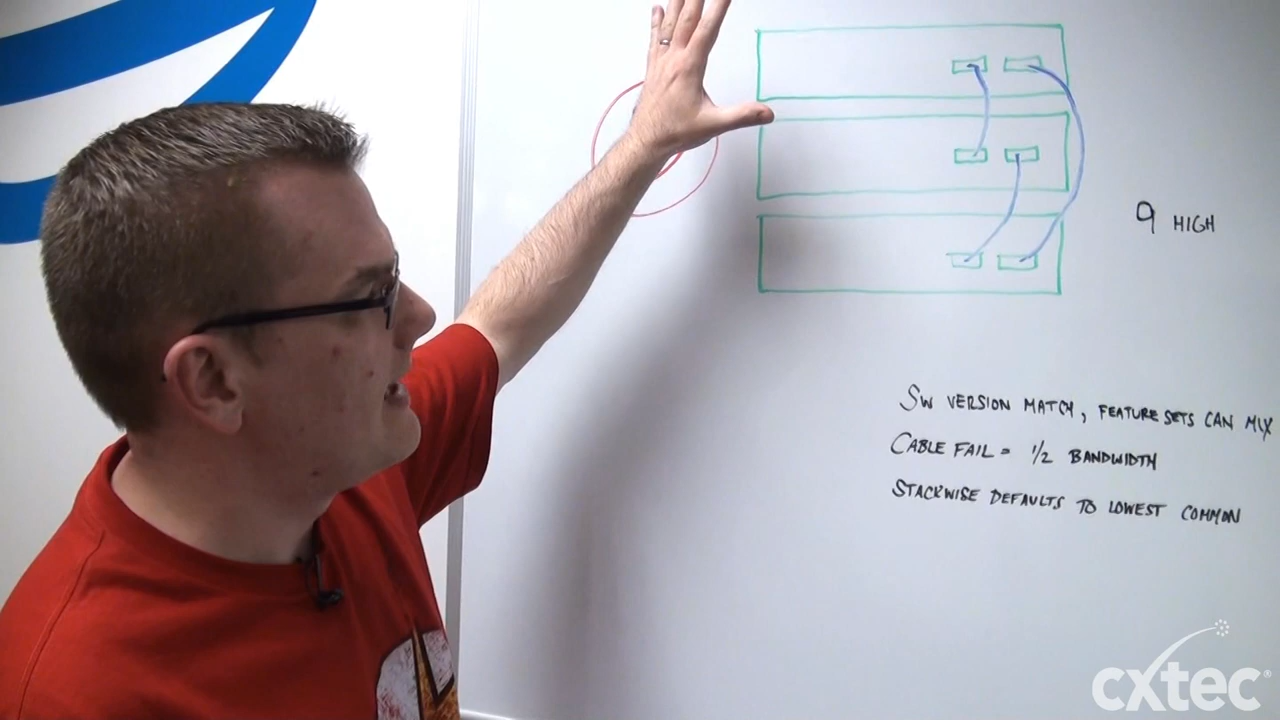 9 HIGH
SW VERSION MATCH, FEATURE SETS CAN MIX
CABLE FAIL = 1/2 BANDWIDTH
STACKWISE DEFAULTS TO LOWEST COMMON
cxtec®